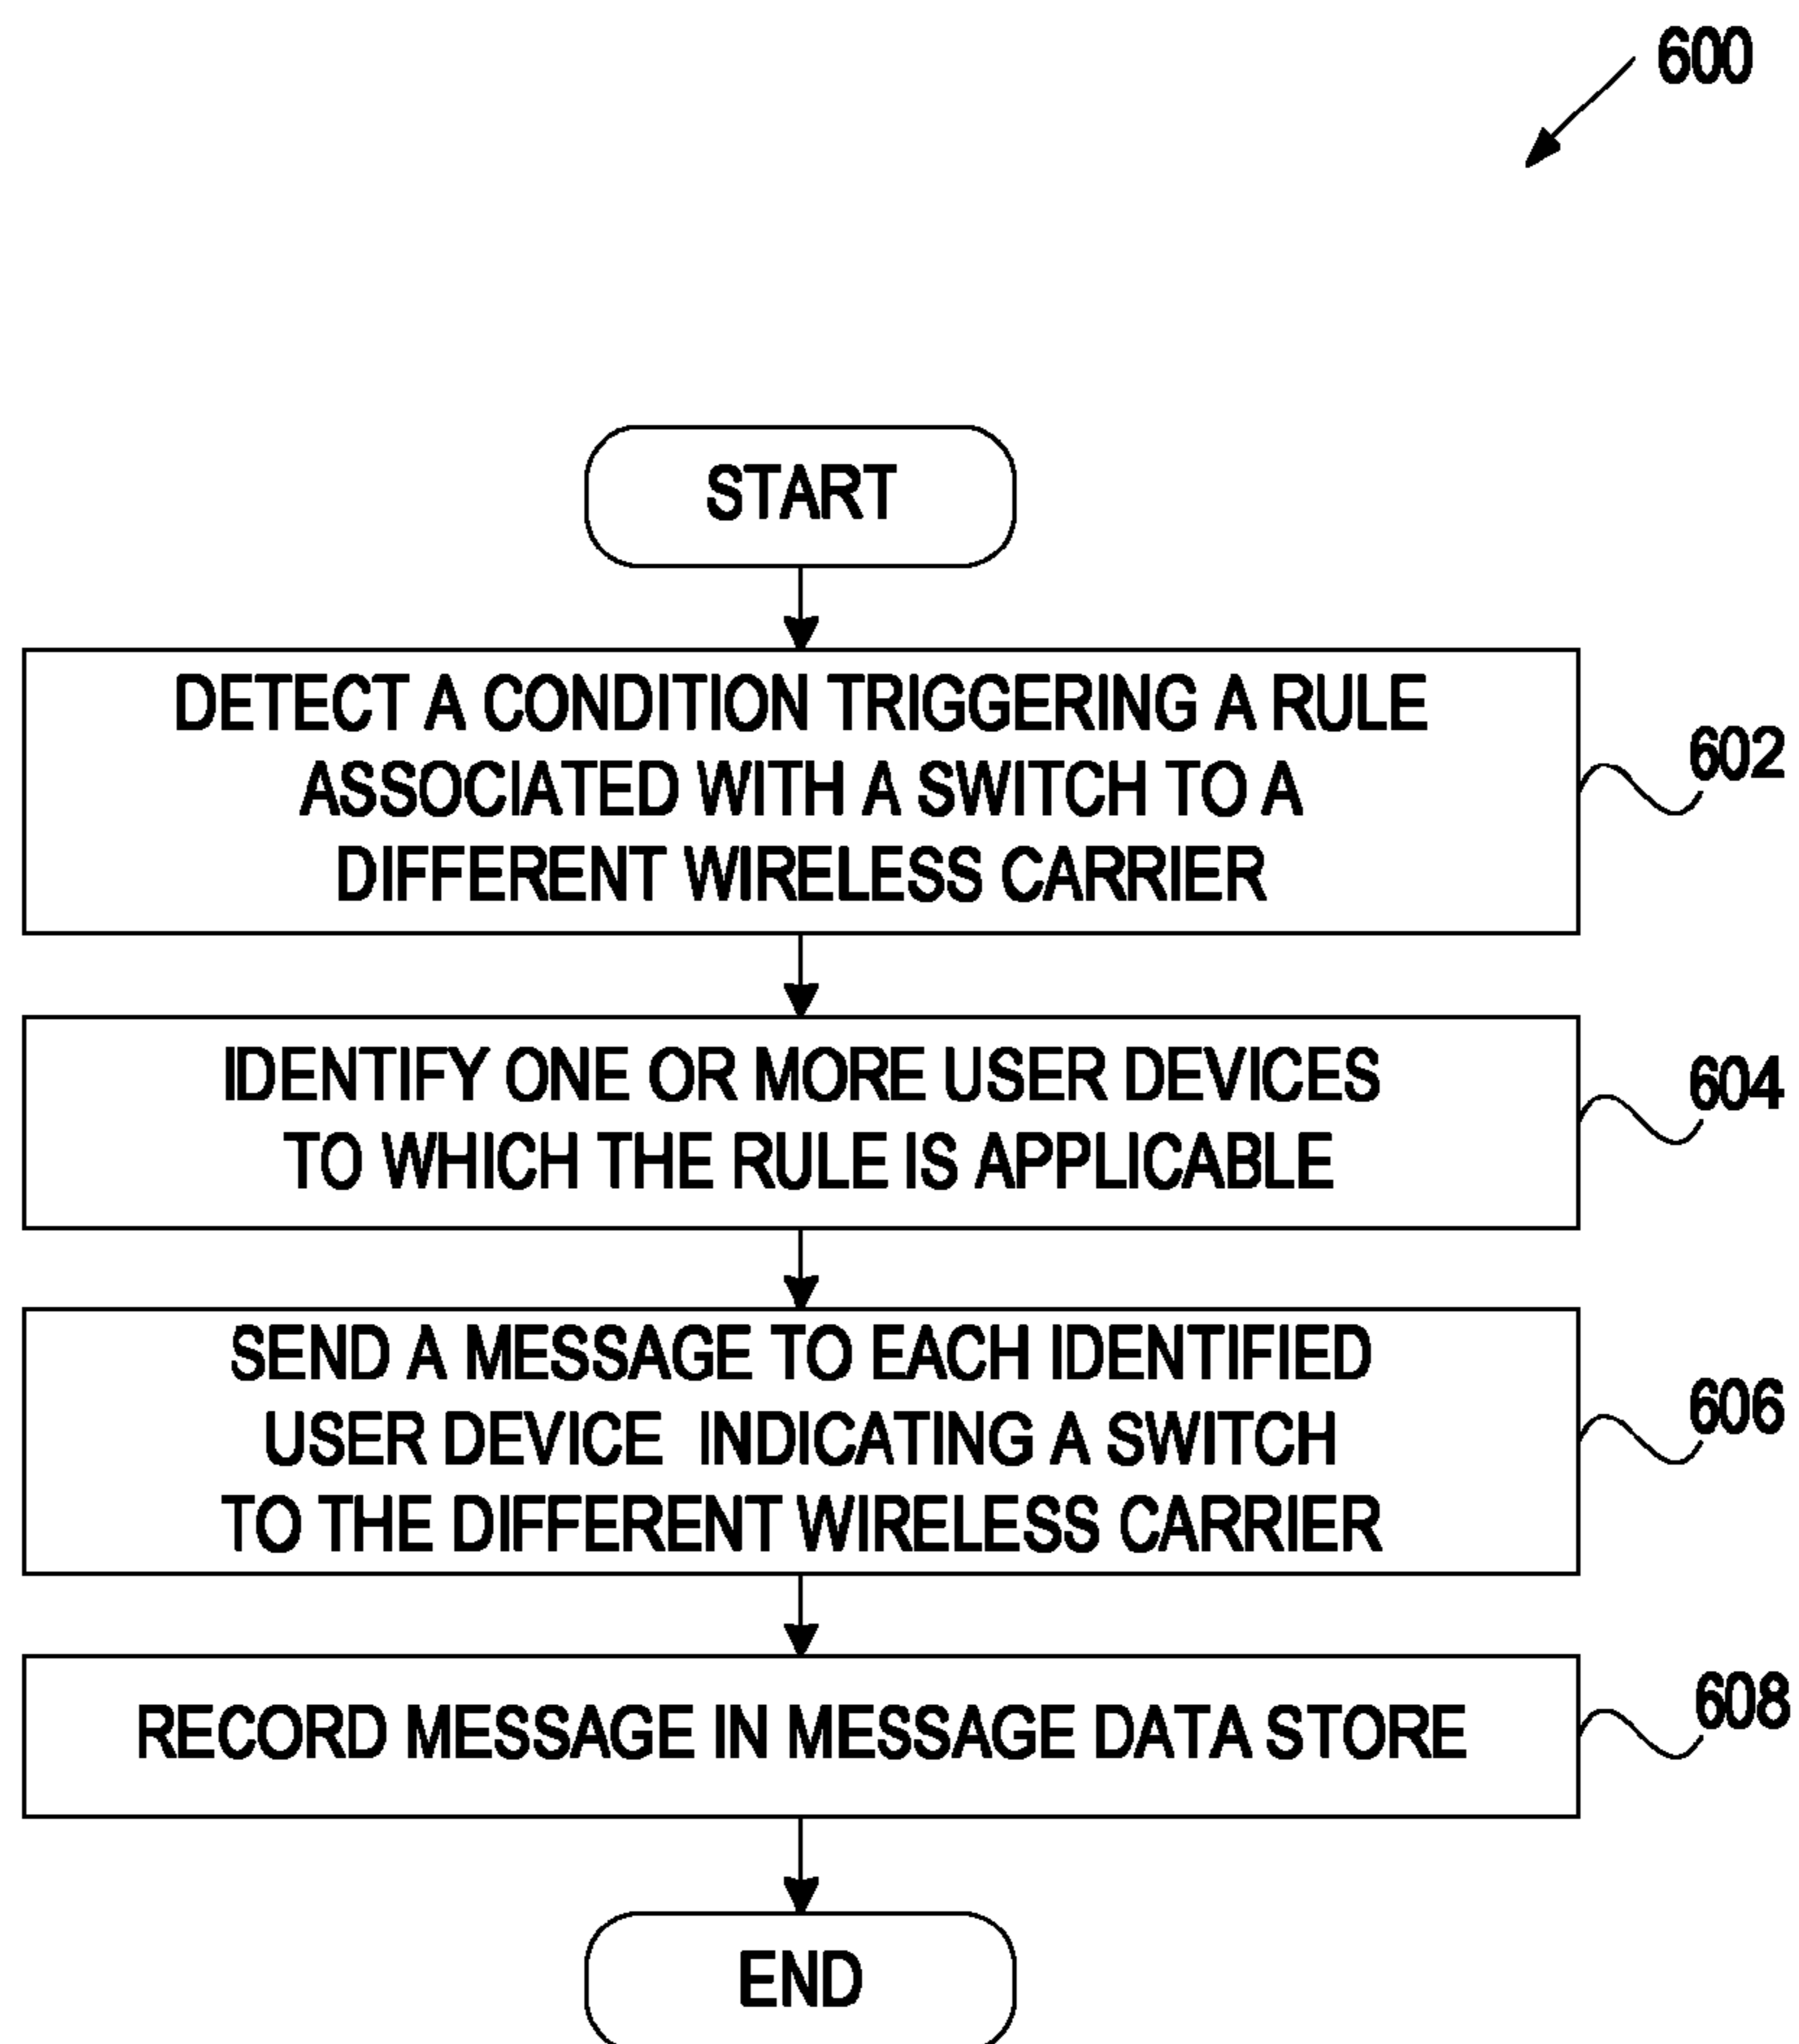 600
START
DETECT A CONDITION TRIGGERING A RULE
ASSOCIATED WITH A SWITCH TO A
DIFFERENT WIRELESS CARRIER
602
IDENTIFY ONE OR MORE USER DEVICES
TO WHICH THE RULE IS APPLICABLE
604
SEND A MESSAGE TO EACH IDENTIFIED
USER DEVICE INDICATING A SWITCH
TO THE DIFFERENT WIRELESS CARRIER
606
RECORD MESSAGE IN MESSAGE DATA STORE
608
END